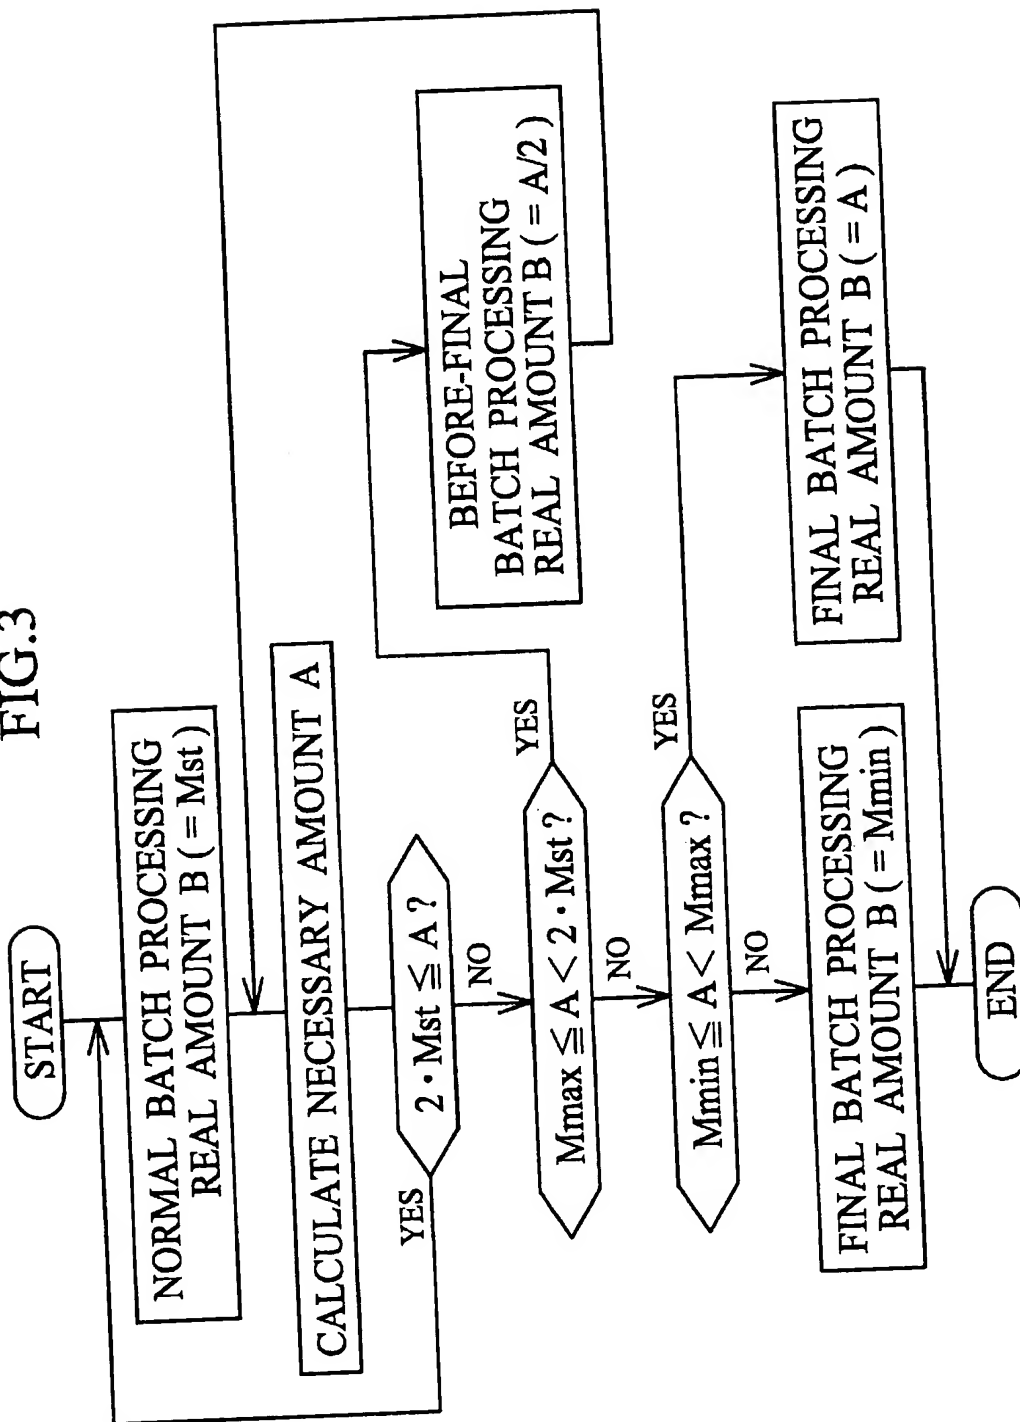 FIG.3
START
NORMAL BATCH PROCESSING
REAL AMOUNT B ( = Mst )
CALCULATE NECESSARY AMOUNT A
2・Mst ≦ A ?
YES
NO
Mmax ≦ A < 2・Mst ?
YES
NO
BEFORE-FINAL
BATCH PROCESSING
REAL AMOUNT B ( = A/2 )
Mmin ≦ A < Mmax ?
YES
NO
FINAL BATCH PROCESSING
REAL AMOUNT B ( = Mmin )
FINAL BATCH PROCESSING
REAL AMOUNT B ( = A )
END